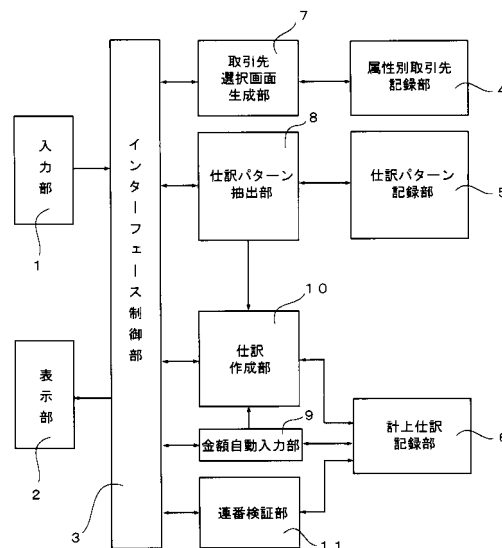 7
取引先
選択画面
生成部
属性別取引先
記録部
4
8
入力部
1
インターフェース制御部
仕訳パターン
抽出部
仕訳パターン
記録部
5
10
仕訳
作成部
表示部
2
9
金額自動入力部
計上仕訳
記録部
6
3
連番検証部
11